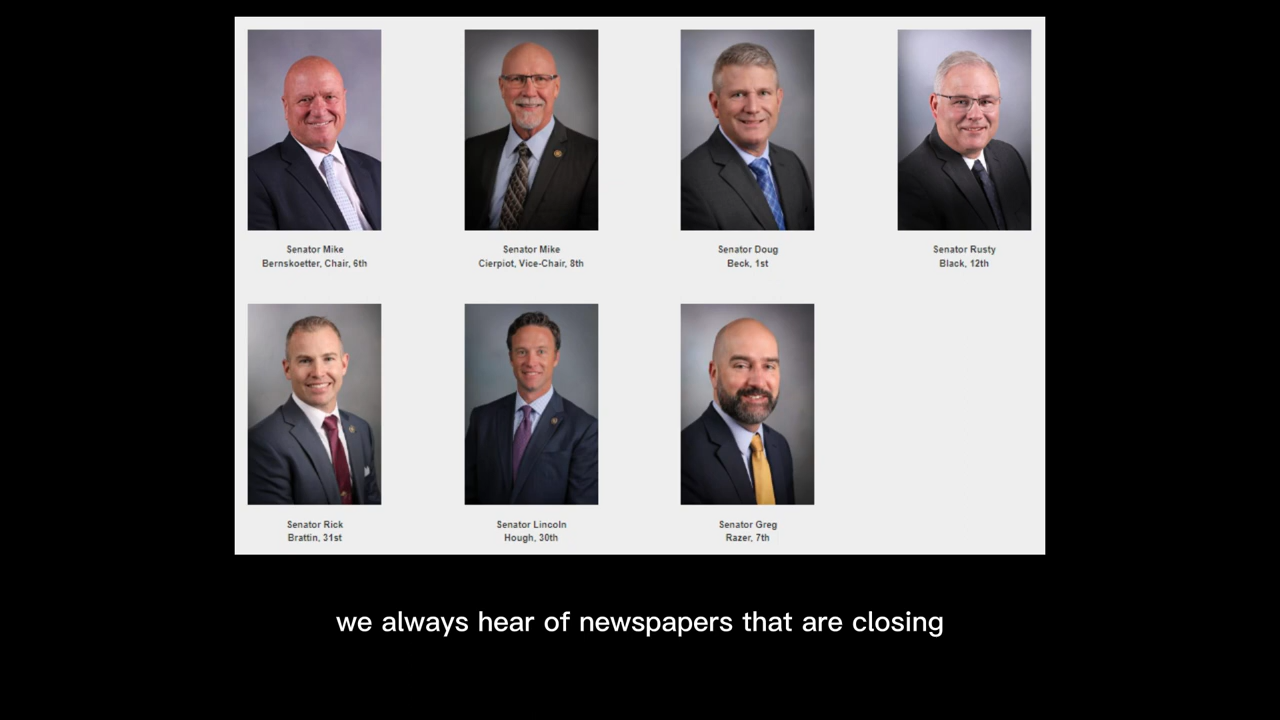 Senator Mike
Bernskoetter, Chair, 6th
Senator Mike
Cierpiot, Vice-Chair, 8th
Senator Doug
Beck, 1st
Senator Rusty
Black, 12th
Senator Rick
Brattin, 31st
Senator Lincoln
Hough, 30th
Senator Greg
Razer, 7th
we always hear of newspapers that are closing